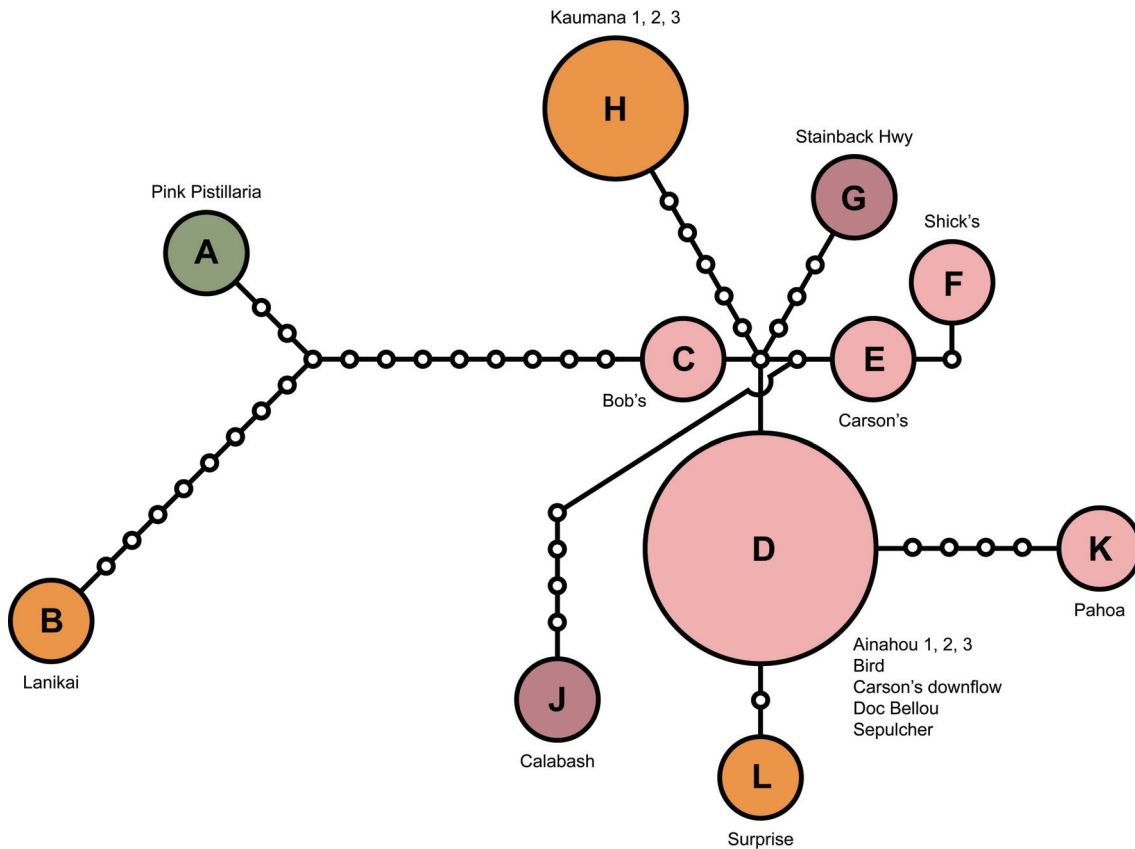 Kaumana 1, 2, 3
H
Stainback Hwy
G
Pink Pistillaria
A
Shick's
F
C
E
Bob's
Carson's
D
K
Pahoa
B
Lanikai
Ainahou 1, 2, 3
Bird
Carson's downflow
Doc Bellou
Sepulcher
J
Calabash
L
Surprise